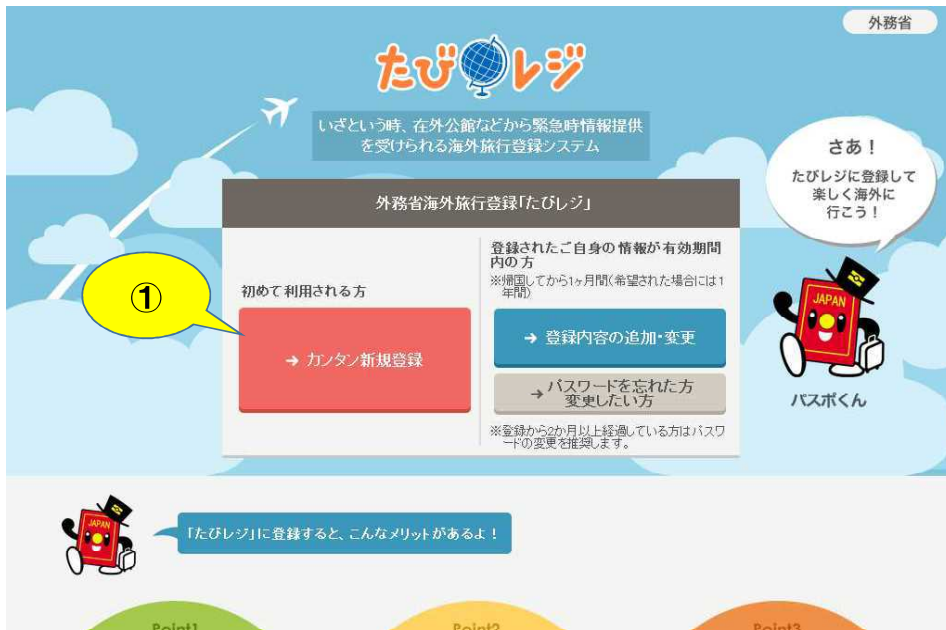 外務省
たびレジ
いざという時、在外公館などから緊急時情報提供
を受けられる海外旅行登録システム
さあ！
たびレジに登録して
楽しく海外に
行こう！
外務省海外旅行登録「たびレジ」
初めて利用される方
①
→ カンタン新規登録
登録されたご自身の情報が有効期間
内の方
※帰国してから1ヶ月間(希望された場合には1
年間)
→ 登録内容の追加・変更
→ パスワードを忘れた方
変更したい方
※登録から2か月以上経過している方はパスワ
ードの変更を推奨します。
JAPAN
パスポくん
JAPAN
「たびレジ」に登録すると、こんなメリットがあるよ！
Point1
Point2
Point3